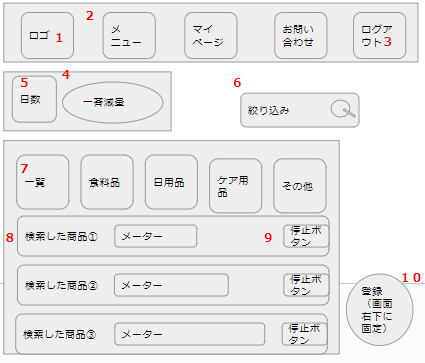 2
ロゴ 1
メ
ニュー
マイ
ページ
お問い
合わせ
ログア
ウト3
5
4
日数
一斉減量
6
絞り込み
7
一覧
食料品
日用品
ケア用
品
その他
8
検索した商品①
メーター
9
停止ボ
タン
検索した商品②
メーター
停止ボ
タン
検索した商品③
メーター
停止ボ
タン
10
登録
（画面
右下に
固定）